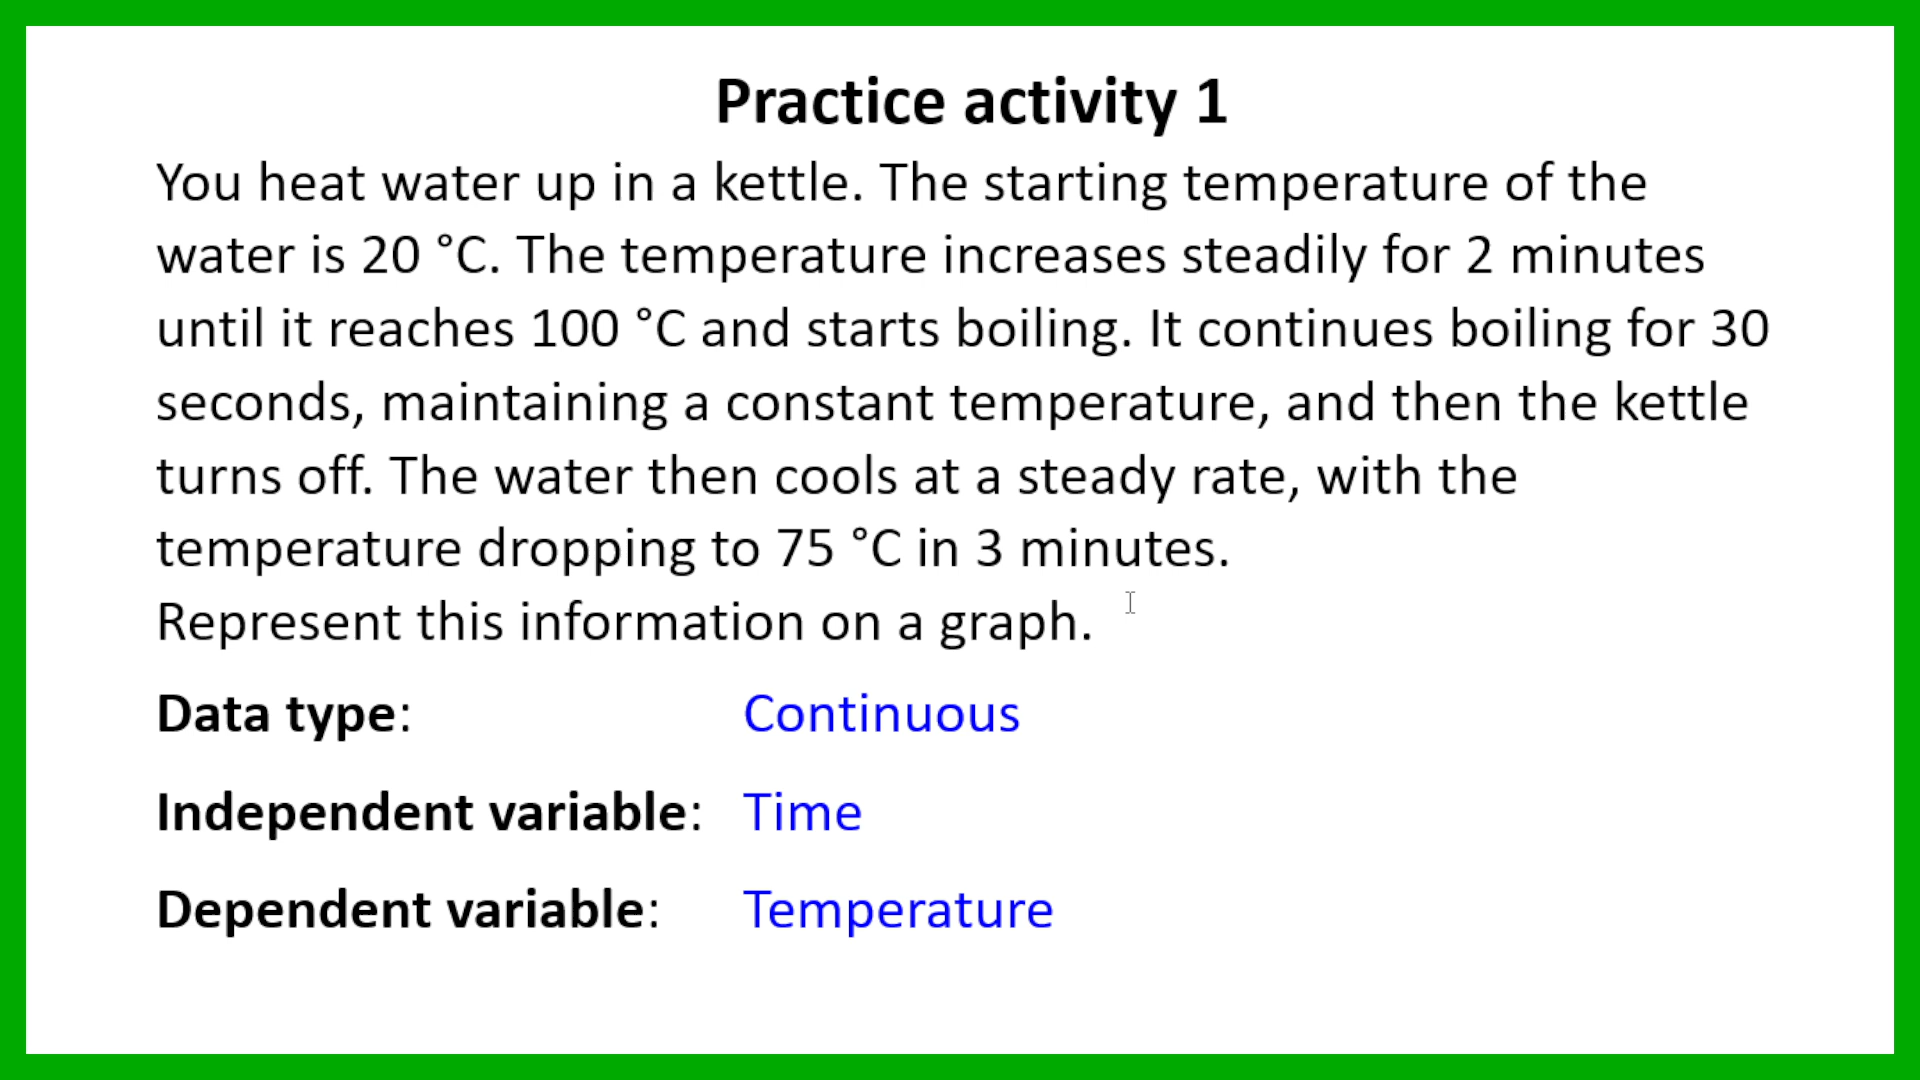 Practice activity 1
You heat water up in a kettle. The starting temperature of the
water is 20 °C. The temperature increases steadily for 2 minutes
until it reaches 100 °C and starts boiling. It continues boiling for 30
seconds, maintaining a constant temperature, and then the kettle
turns off. The water then cools at a steady rate, with the
temperature dropping to 75 °C in 3 minutes.
Represent this information on a graph.
Data type: Continuous
Independent variable: Time
Dependent variable: Temperature